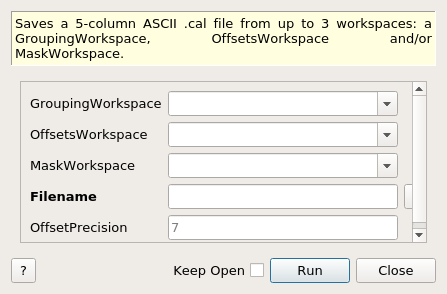 Saves a 5-column ASCII .cal file from up to 3 workspaces: a
GroupingWorkspace, OffsetsWorkspace and/or
MaskWorkspace.
GroupingWorkspace
OffsetsWorkspace
MaskWorkspace
Filename
OffsetPrecision 7
? Keep Open Run Close